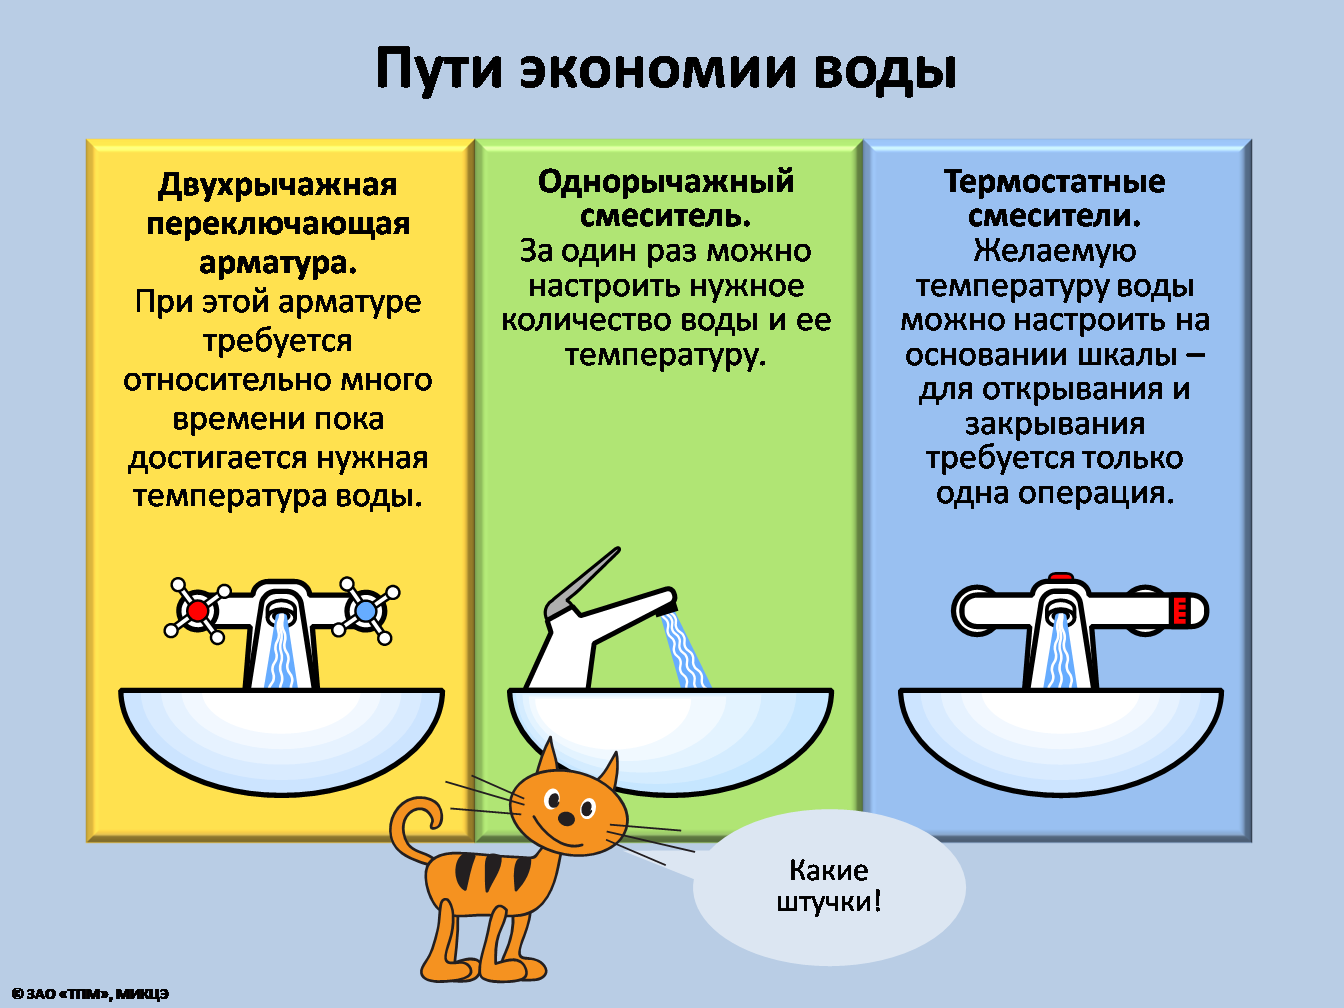 Пути экономии воды
Двухрычажная
переключающая
арматура.
При этой арматуре
требуется
относительно много
времени пока
достигается нужная
температура воды.
Однорычажный
смеситель.
За один раз можно
настроить нужное
количество воды и ее
температуру.
Термостатные
смесители.
Желаемую
температуру воды
можно настроить на
основании шкалы –
для открывания и
закрывания
требуется только
одна операция.
Какие
штучки!
© ЗАО «ТПМ», МИКЦЭ